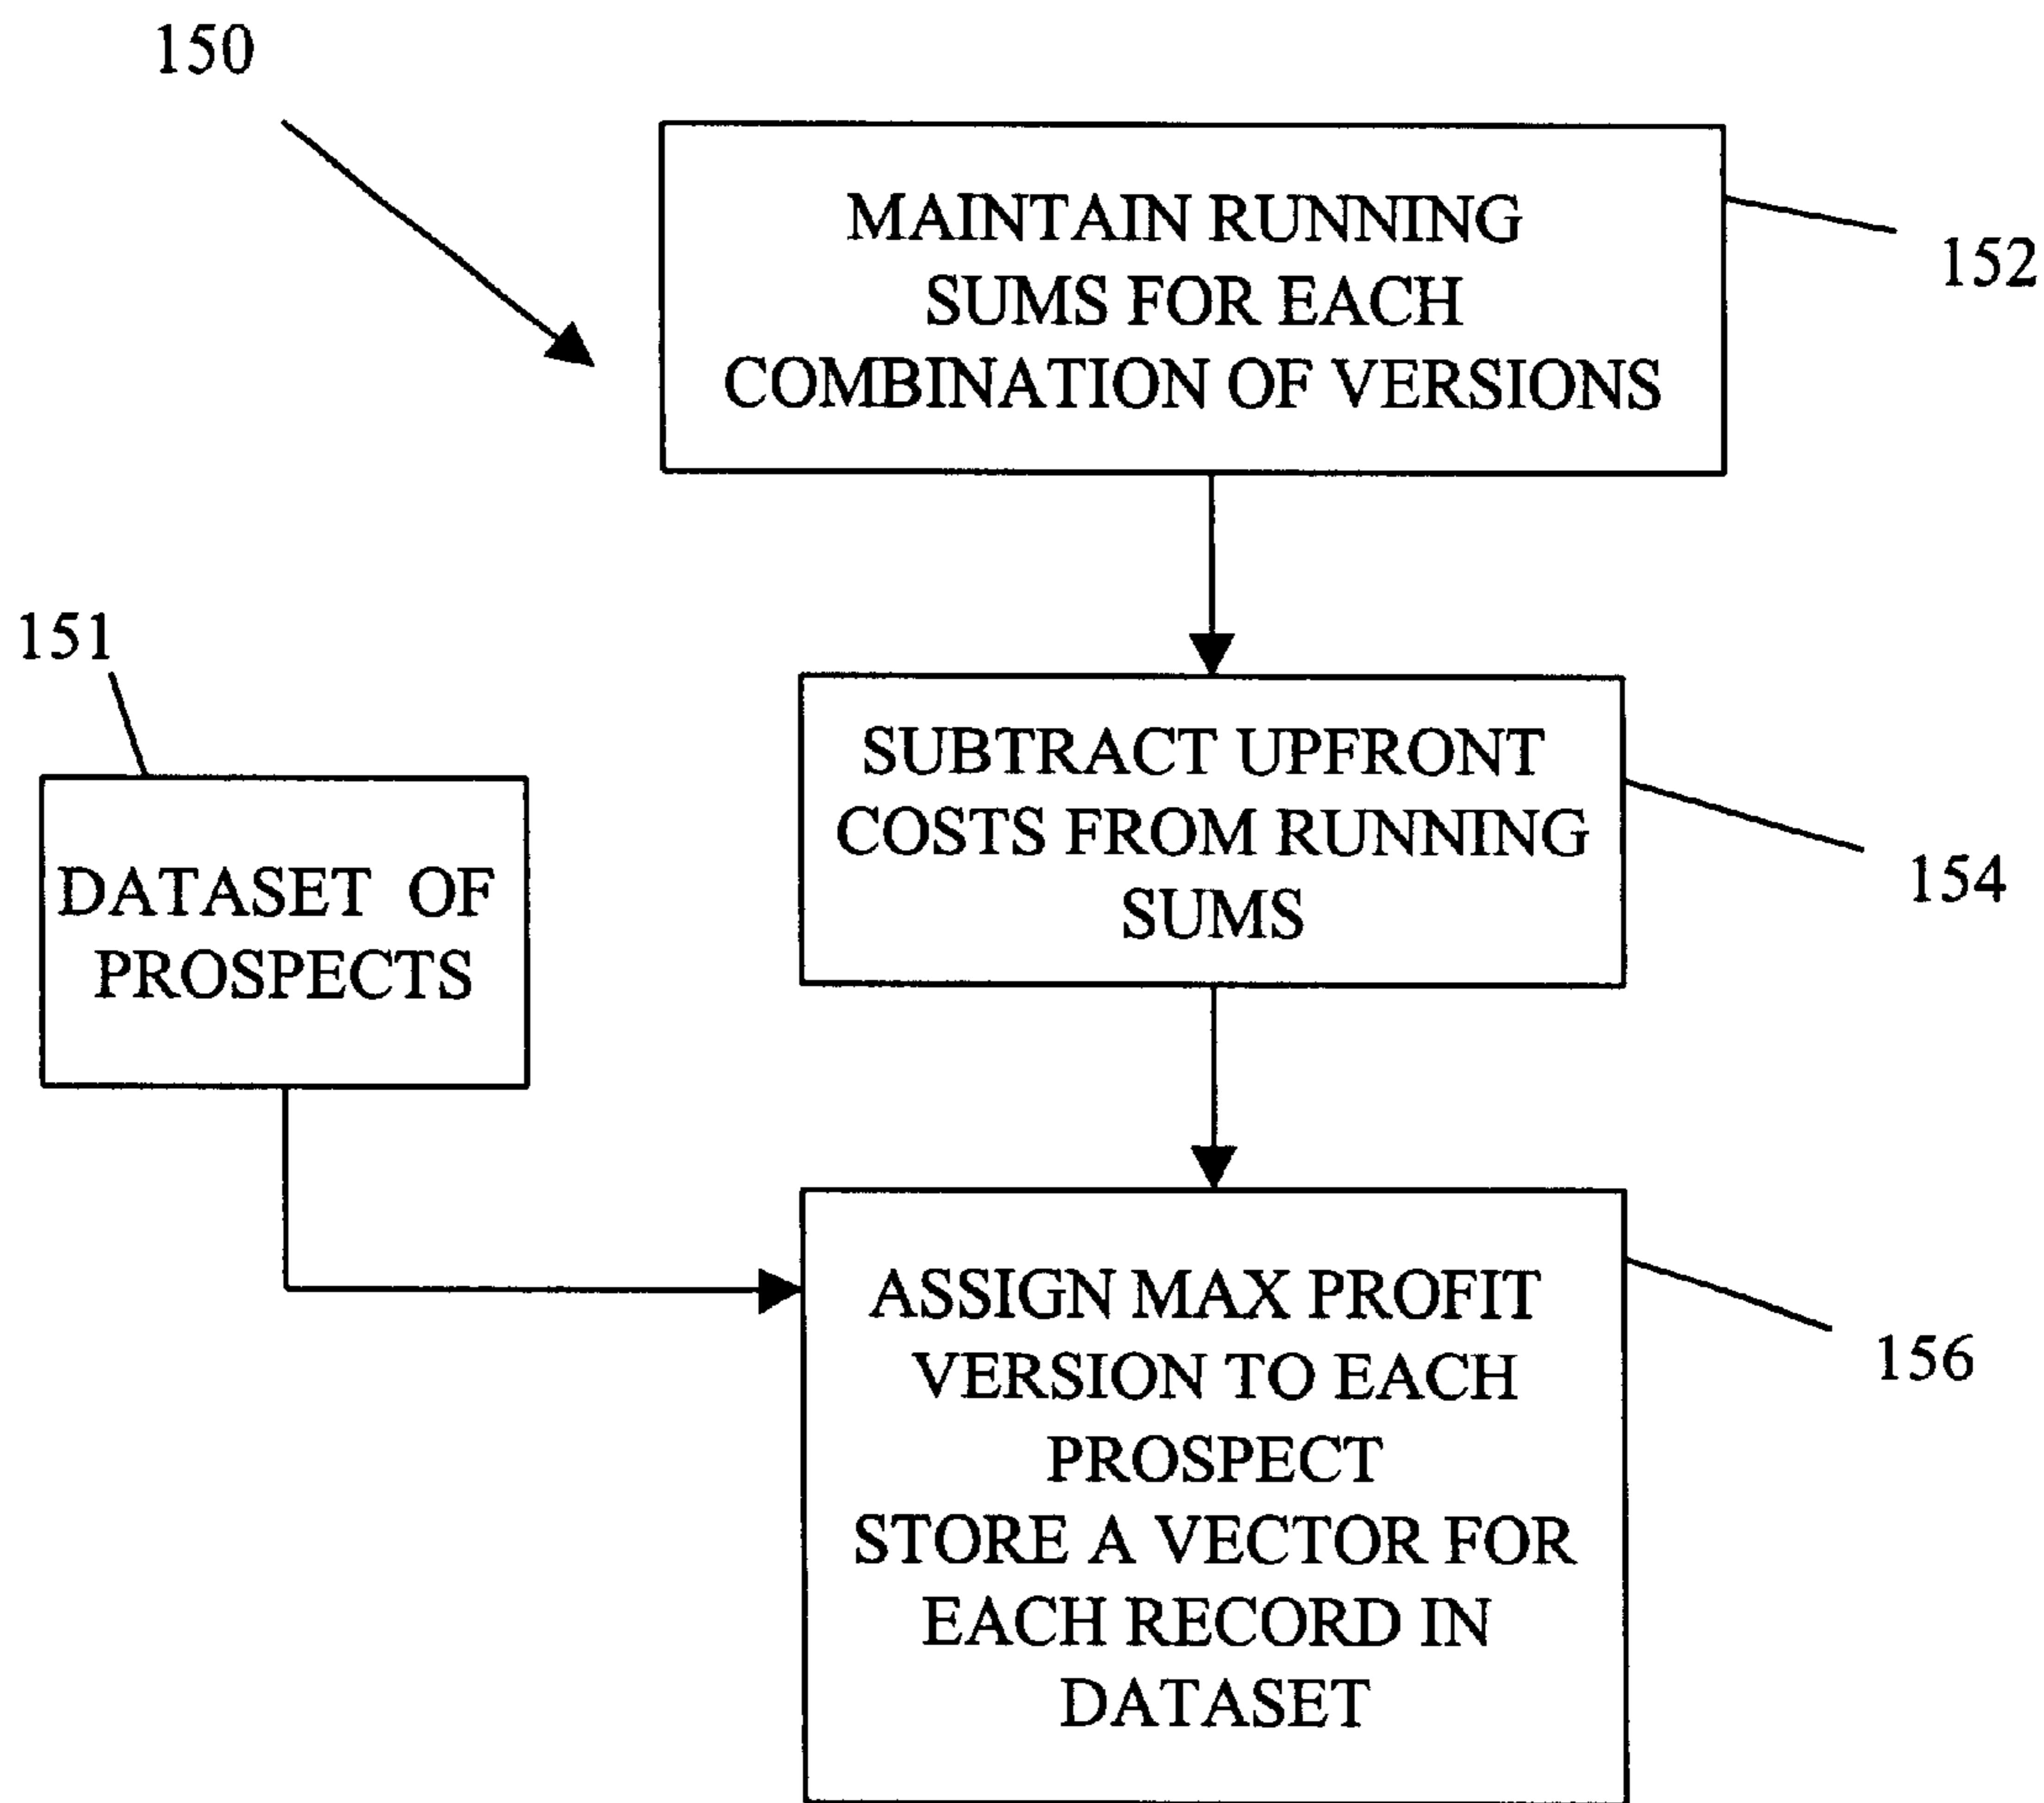 150
MAINTAIN RUNNING
SUMS FOR EACH
COMBINATION OF VERSIONS
152
151
SUBTRACT UPFRONT
COSTS FROM RUNNING
SUMS
154
DATASET OF
PROSPECTS
ASSIGN MAX PROFIT
VERSION TO EACH
PROSPECT
STORE A VECTOR FOR
EACH RECORD IN
DATASET
156